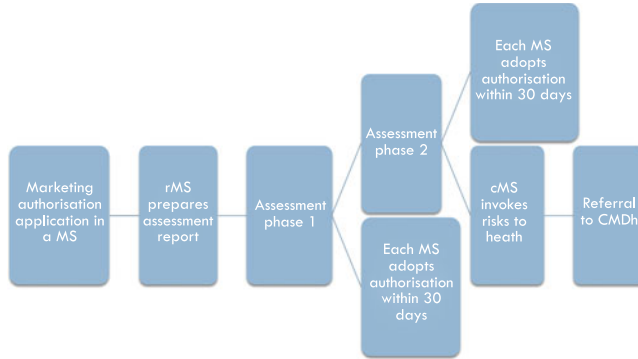 Marketing
authorisation
application in
a MS
rMS
prepares
assessment
report
Assessment
phase 1
Assessment
phase 2
Each MS
adopts
authorisation
within 30
days
Each MS
adopts
authorisation
within 30 days
cMS
invokes
risks to
heath
Referral
to CMDh